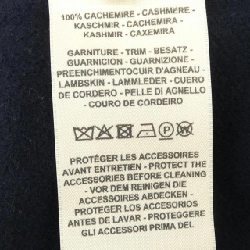 100% CACHEMIRE - CASHMERE -
KASCHMIR - CACHEMIR -
KASHMIR - CAXEMIRA
GARNITURE - TRIM - BESATZ -
GUARNICION - GUARNIZIONE -
PREENCHIMENTOCUIR D'AGNEAU -
LAMBSKIN - LAMMLEDER - CUERO
DE CORDERO - PELLE DI AGNELLO
- COURO DE CORDEIRO
PROTÉGER LES ACCESSOIRES
AVANT ENTRETIEN - PROTECT THE
ACCESSORIES BEFORE CLEANING
- VOR DEM REINIGEN DIE
ACCESSOIRES ABDECKEN -
PROTEGER LOS ACCESORIOS
ANTES DE LAVAR - PROTEGGERE
GLI ACCESSORI PRIMA DEL